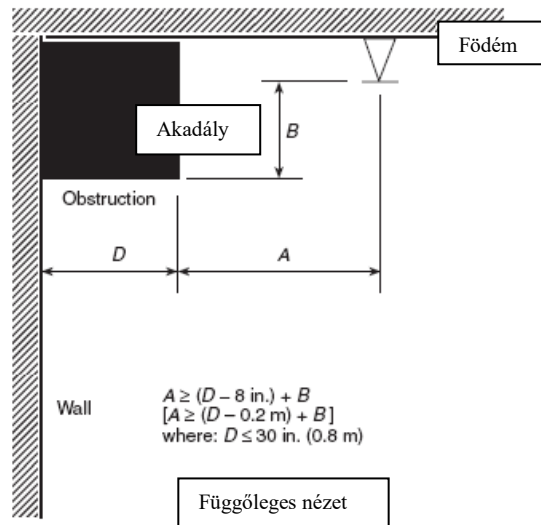 Födém
Akadály
B
Obstruction
D
A
Wall
A ≥ (D – 8 in.) + B
[A ≥ (D – 0.2 m) + B]
where: D ≤ 30 in. (0.8 m)
Függőleges nézet